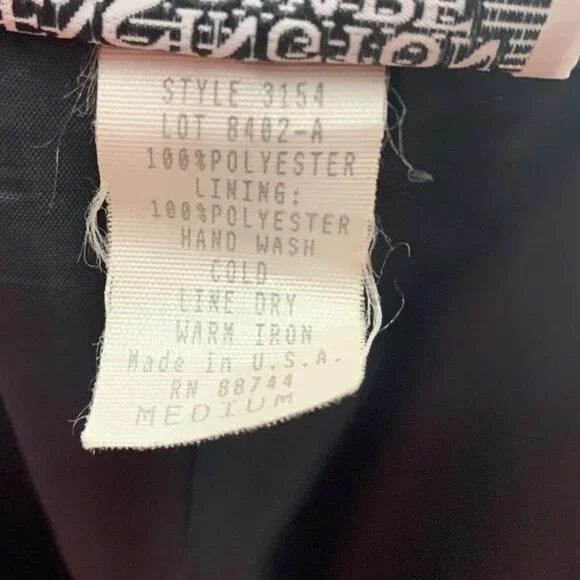 STYLE 3154
LOT 8402-A
100%POLYESTER
LINING:
100%POLYESTER
HAND WASH
COLD
LINE DRY
WARM IRON
Made in U.S.A.
RN 88744
MEDIUM